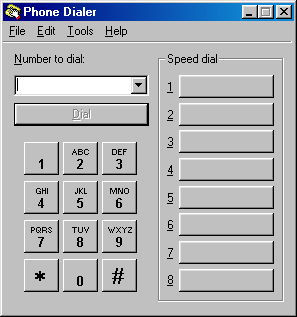 Phone Dialer
File Edit Tools Help
Number to dial:
Dial
1 ABC 2 DEF 3
GHI 4 JKL 5 MNO 6
PQRS 7 TUV 8 WXYZ 9
* 0 #
Speed dial
1
2
3
4
5
6
7
8